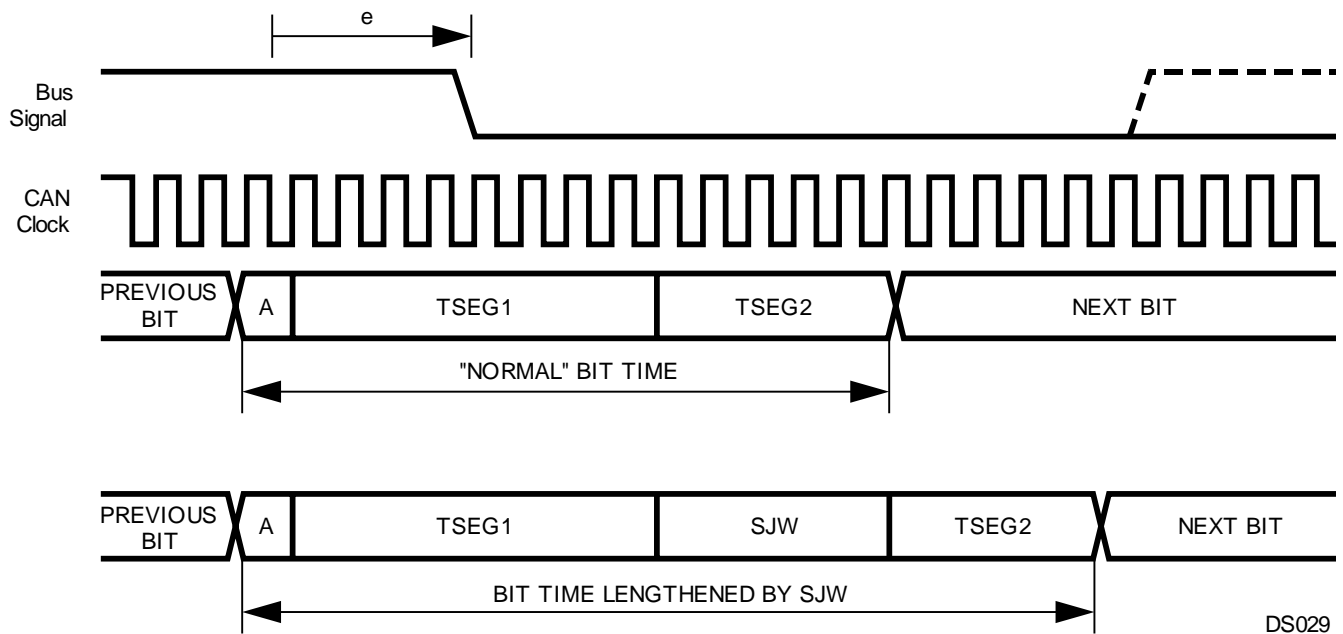 e
Bus
Signal
CAN
Clock
PREVIOUS
BIT
A
TSEG1
TSEG2
NEXT BIT
"NORMAL" BIT TIME
PREVIOUS
BIT
A
TSEG1
SJW
TSEG2
NEXT BIT
BIT TIME LENGTHENED BY SJW
DS029